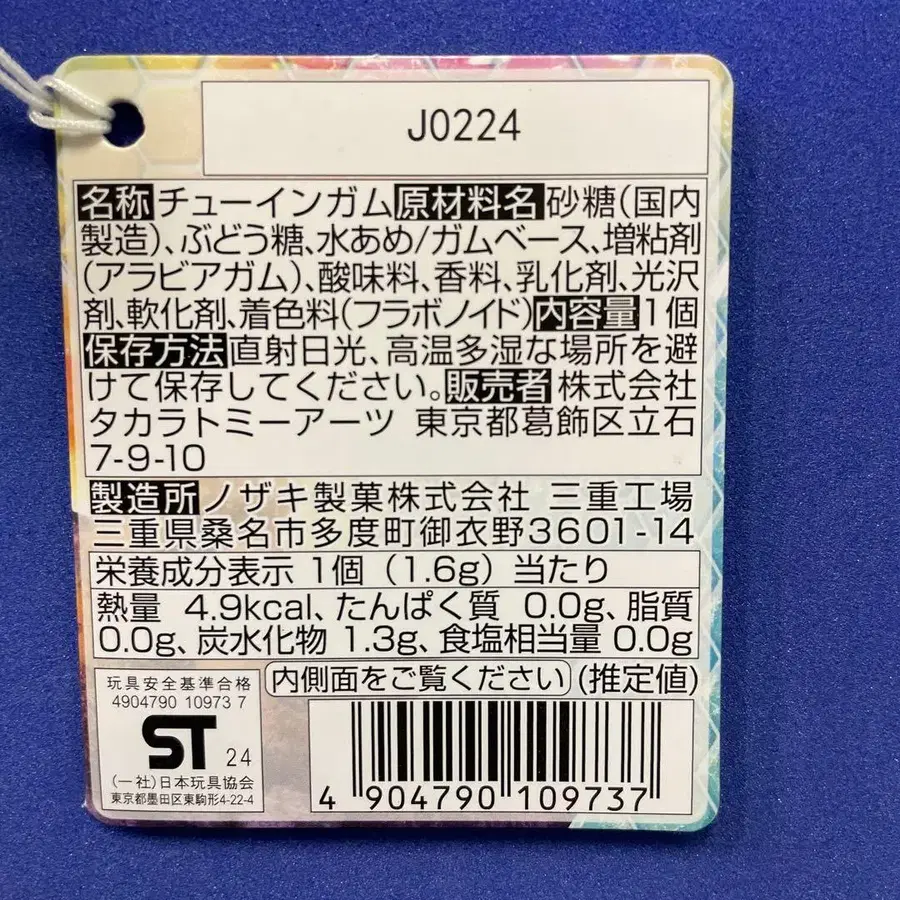 J0224
名称 チューインガム 原材料名 砂糖(国内
製造)、ぶどう糖、水あめ/ガムベース、増粘剤
(アラビアガム)、酸味料、香料、乳化剤、光沢
剤、軟化剤、着色料(フラボノイド) 内容量 1個
保存方法 直射日光、高温多湿な場所を避
けて保存してください。 販売者 株式会社
タカラトミーアーツ 東京都葛飾区立石
7-9-10
製造所 ノザキ製菓株式会社 三重工場
三重県桑名市多度町御衣野3601-14
栄養成分表示 1個 (1.6g) 当たり
熱量 4.9kcal、たんぱく質 0.0g、脂質
0.0g、炭水化物 1.3g、食塩相当量 0.0g
内側面をご覧ください (推定値)
玩具安全基準合格
4904790 10973 7
ST 24
(一社)日本玩具協会
東京都墨田区東駒形4-22-4
4 904790 109737